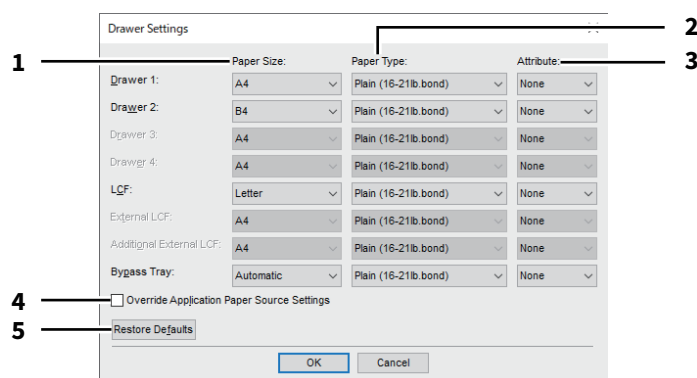 Drawer Settings
2
1 Paper Size: Paper Type: Attribute: 3
Drawer 1: A4 Plain (16-21lb.bond) None
Drawer 2: B4 Plain (16-21lb.bond) None
Drawer 3: A4 Plain (16-21lb.bond) None
Drawer 4: A4 Plain (16-21lb.bond) None
LCF: Letter Plain (16-21lb.bond) None
External LCF: A4 Plain (16-21lb.bond) None
Additional External LCF: A4 Plain (16-21lb.bond) None
Bypass Tray: Automatic Plain (16-21lb.bond) None
4 Override Application Paper Source Settings
5 Restore Defaults
OK Cancel